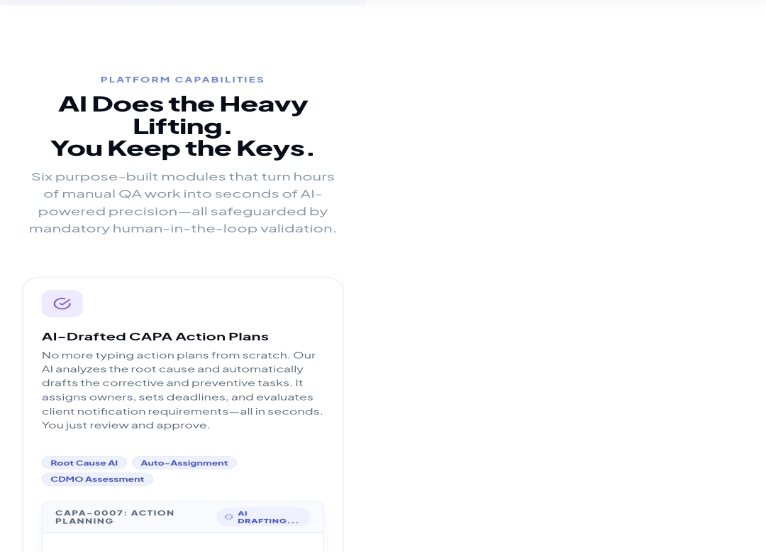 PLATFORM CAPABILITIES
AI Does the Heavy
Lifting.
You Keep the Keys.
Six purpose-built modules that turn hours
of manual QA work into seconds of AI-
powered precision—all safeguarded by
mandatory human-in-the-loop validation.
AI-Drafted CAPA Action Plans
No more typing action plans from scratch. Our
AI analyzes the root cause and automatically
drafts the corrective and preventive tasks. It
assigns owners, sets deadlines, and evaluates
client notification requirements—all in seconds.
You just review and approve.
Root Cause AI
Auto-Assignment
CDMO Assessment
CAPA-0007: ACTION
PLANNING
AI
DRAFTING...